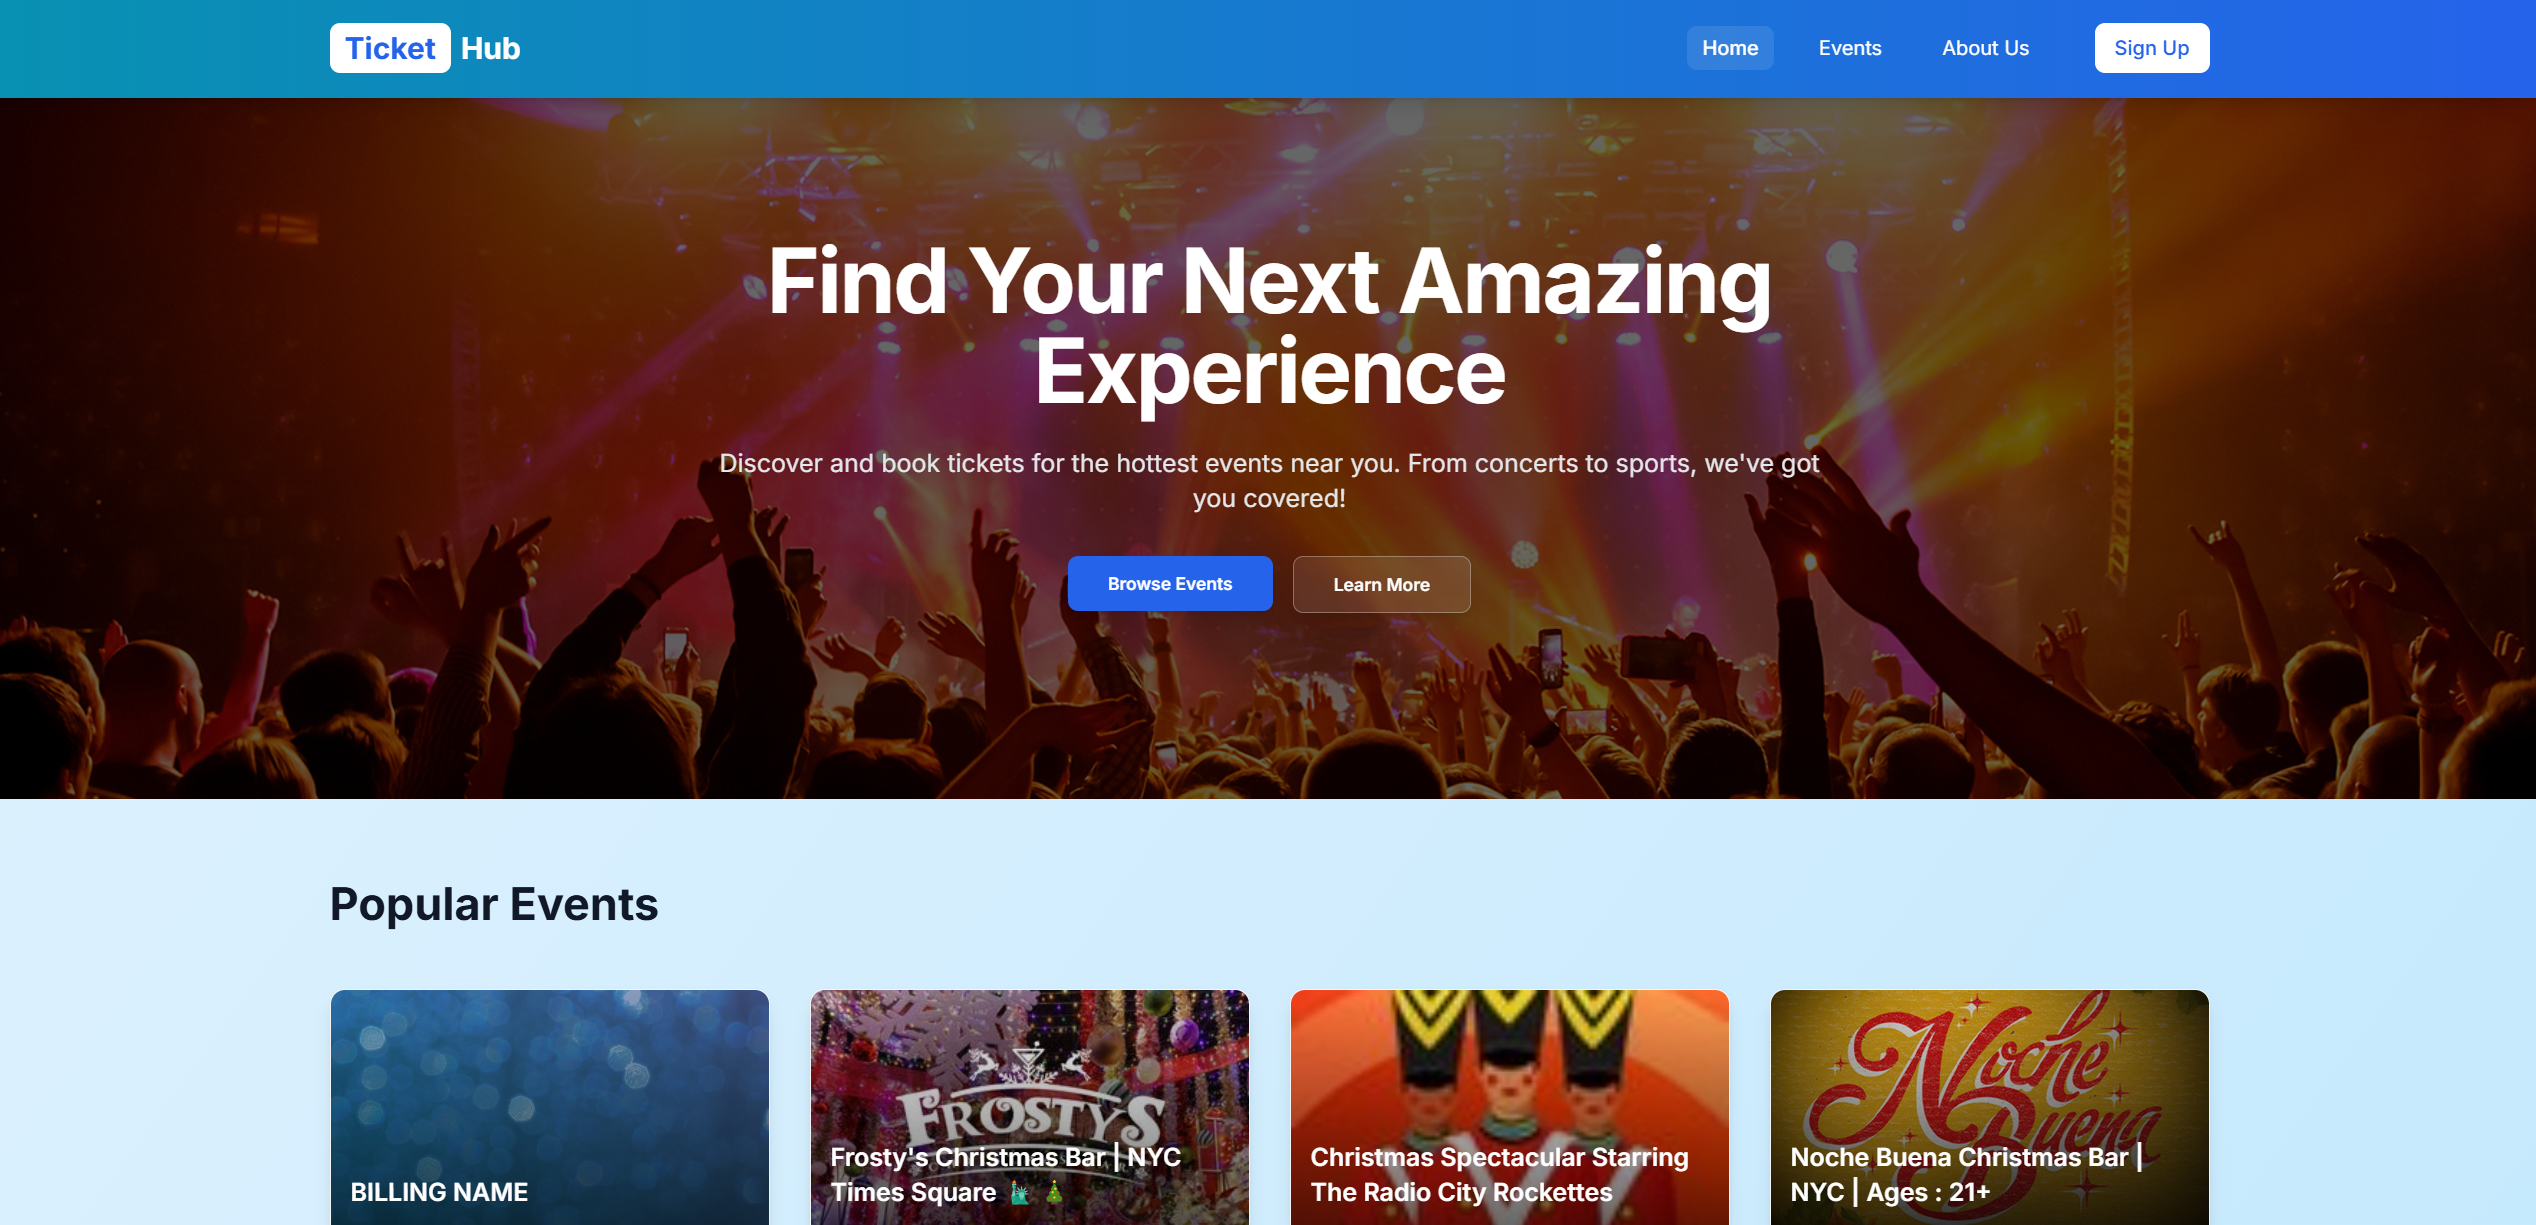 Ticket Hub
Home
Events
About Us
Sign Up
Find Your Next Amazing
Experience
Discover and book tickets for the hottest events near you. From concerts to sports, we've got
you covered!
Browse Events
Learn More
Popular Events
BILLING NAME
FROSTYS
Frosty's Christmas Bar | NYC
Times Square 🗽 🎄
Christmas Spectacular Starring
The Radio City Rockettes
Noche
Buena
Noche Buena Christmas Bar |
NYC | Ages : 21+